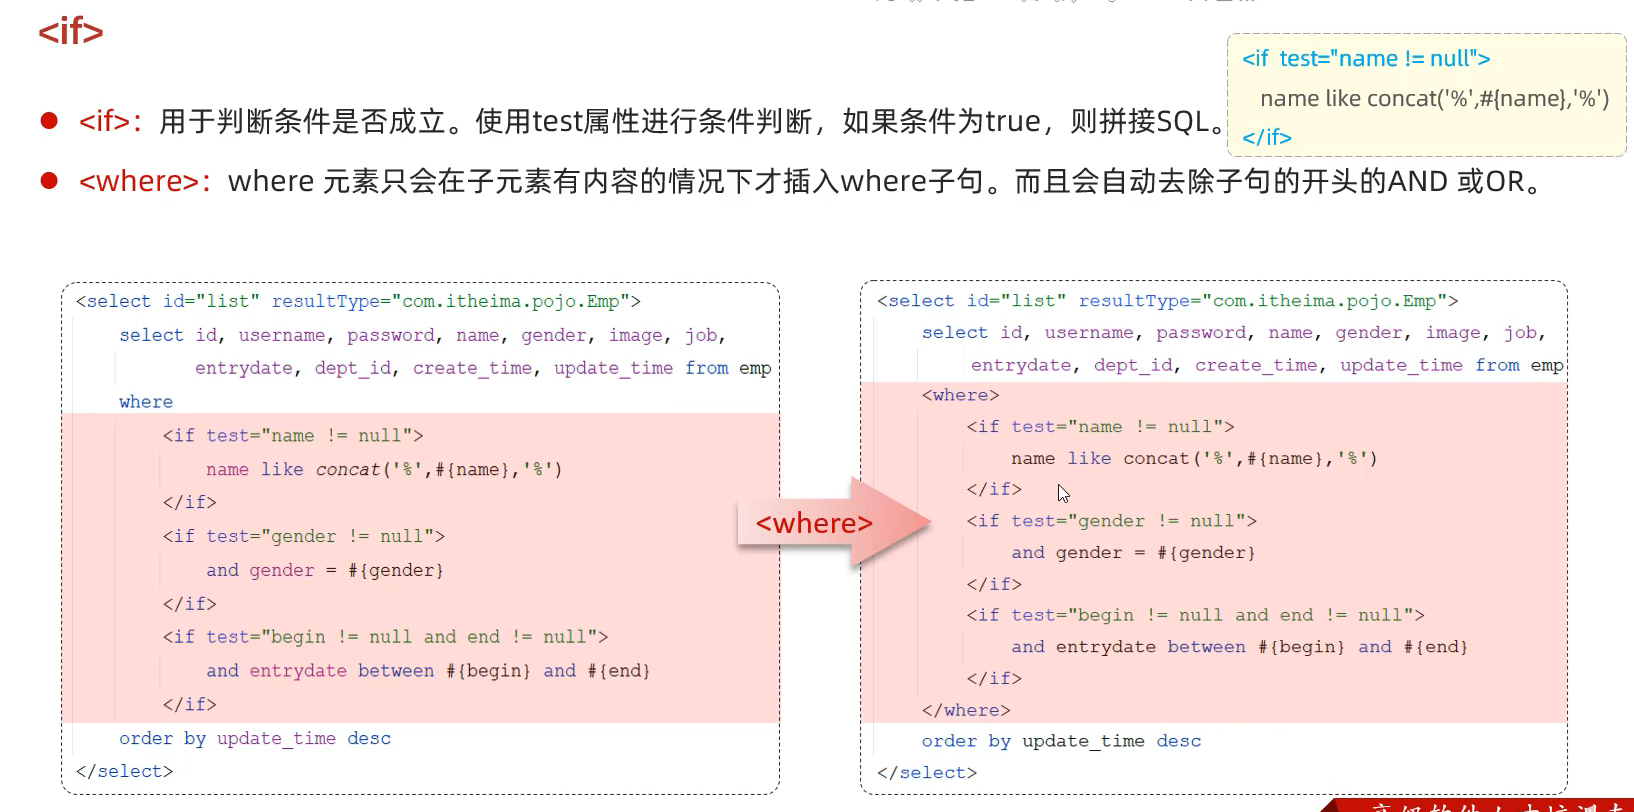 <if>
<if test="name != null">
name like concat('%',#{name},'%')
</if>
<if>：用于判断条件是否成立。使用test属性进行条件判断，如果条件为true，则拼接SQL。
<where>：where 元素只会在子元素有内容的情况下才插入where子句。而且会自动去除子句的开头的AND 或OR。
<select id="list" resultType="com.itheima.pojo.Emp">
select id, username, password, name, gender, image, job,
entrydate, dept_id, create_time, update_time from emp
where
<if test="name != null">
name like concat('%',#{name},'%')
</if>
<if test="gender != null">
and gender = #{gender}
</if>
<if test="begin != null and end != null">
and entrydate between #{begin} and #{end}
</if>
order by update_time desc
</select>
<where>
<select id="list" resultType="com.itheima.pojo.Emp">
select id, username, password, name, gender, image, job,
entrydate, dept_id, create_time, update_time from emp
<where>
<if test="name != null">
name like concat('%',#{name},'%')
</if>
<if test="gender != null">
and gender = #{gender}
</if>
<if test="begin != null and end != null">
and entrydate between #{begin} and #{end}
</if>
</where>
order by update_time desc
</select>